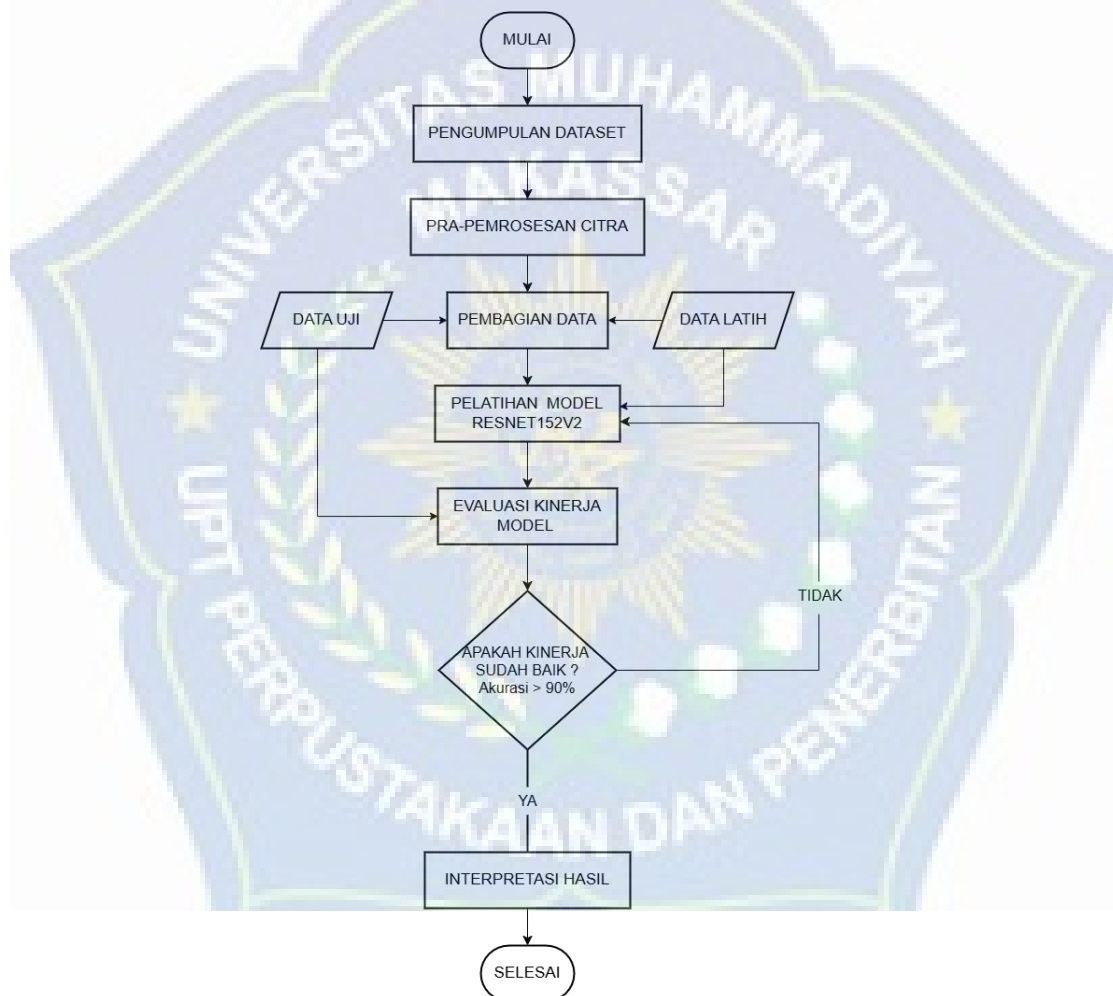 MULAI
UNIVERSITAS MUHAMMADIYAH
MAKASSAR
PENGUMPULAN DATASET
PRA-PEMROSESAN CITRA
DATA UJI
PEMBAGIAN DATA
DATA LATIH
PELATIHAN MODEL
RESNET152V2
EVALUASI KINERJA
MODEL
TIDAK
APAKAH KINERJA
SUDAH BAIK ?
Akurasi > 90%
YA
UPT PERPUSTAKAAN DAN PENERBITAN
INTERPRETASI HASIL
SELESAI